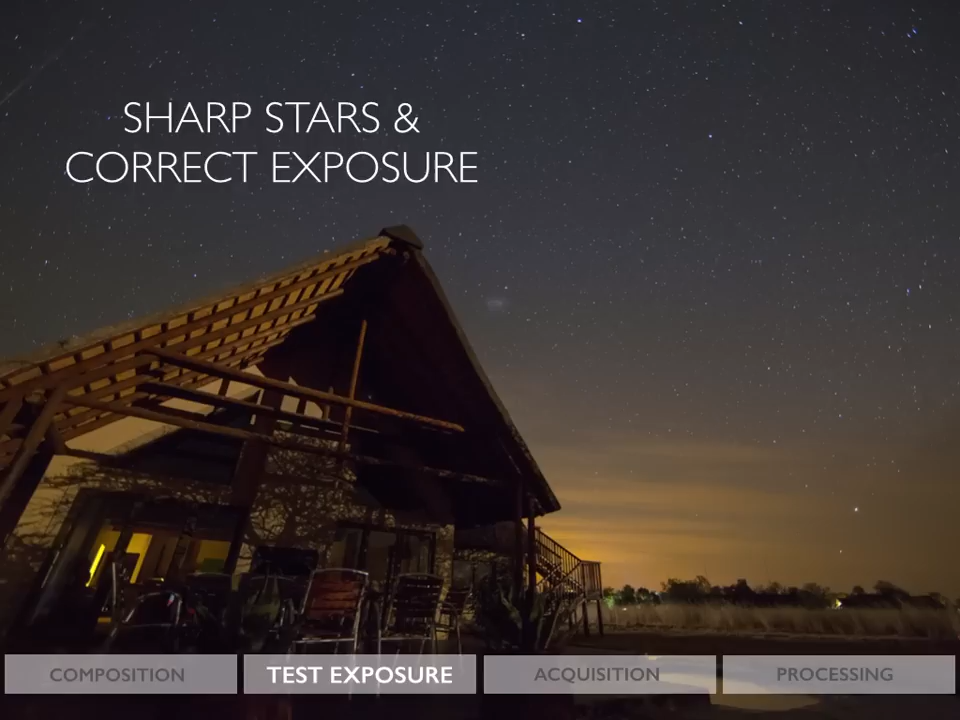 SHARP STARS &
CORRECT EXPOSURE
COMPOSITION
TEST EXPOSURE
ACQUISITION
PROCESSING